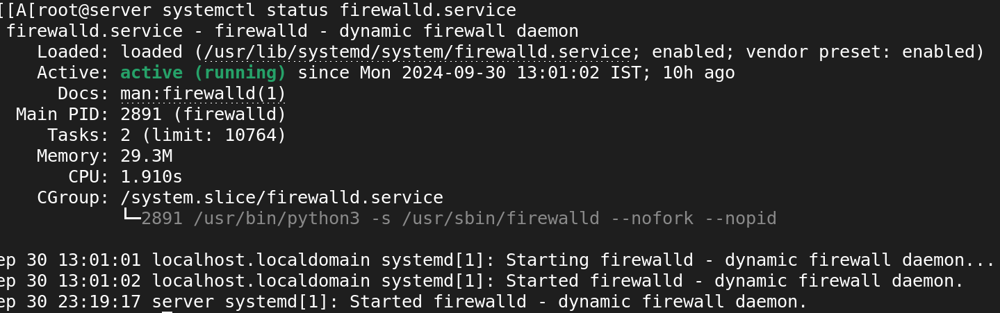 [[A[root@server systemctl status firewalld.service
firewalld.service - firewalld - dynamic firewall daemon
Loaded: loaded (/usr/lib/systemd/system/firewalld.service; enabled; vendor preset: enabled)
Active: active (running) since Mon 2024-09-30 13:01:02 IST; 10h ago
Docs: man:firewalld(1)
Main PID: 2891 (firewalld)
Tasks: 2 (limit: 10764)
Memory: 29.3M
CPU: 1.910s
CGroup: /system.slice/firewalld.service
└─2891 /usr/bin/python3 -s /usr/sbin/firewalld --nofork --nopid
ep 30 13:01:01 localhost.localdomain systemd[1]: Starting firewalld - dynamic firewall daemon...
ep 30 13:01:02 localhost.localdomain systemd[1]: Started firewalld - dynamic firewall daemon.
ep 30 23:19:17 server systemd[1]: Started firewalld - dynamic firewall daemon.